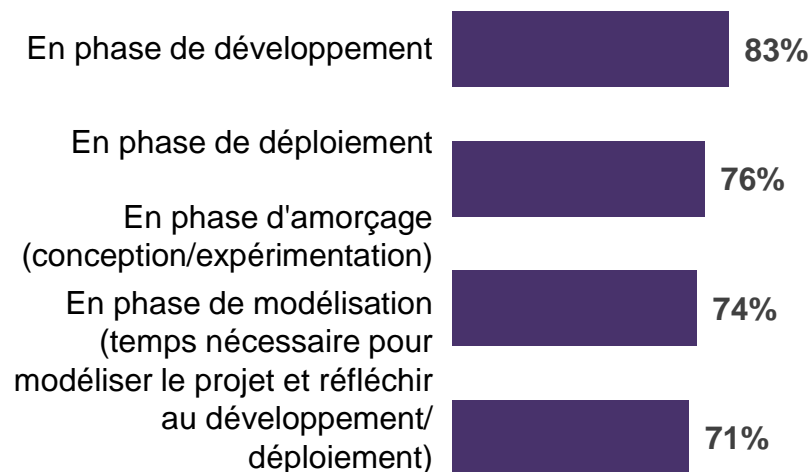 En phase de développement
83%
En phase de déploiement
76%
En phase d'amorçage
(conception/expérimentation)
74%
En phase de modélisation
(temps nécessaire pour
modéliser le projet et réfléchir
au développement/
déploiement)
71%